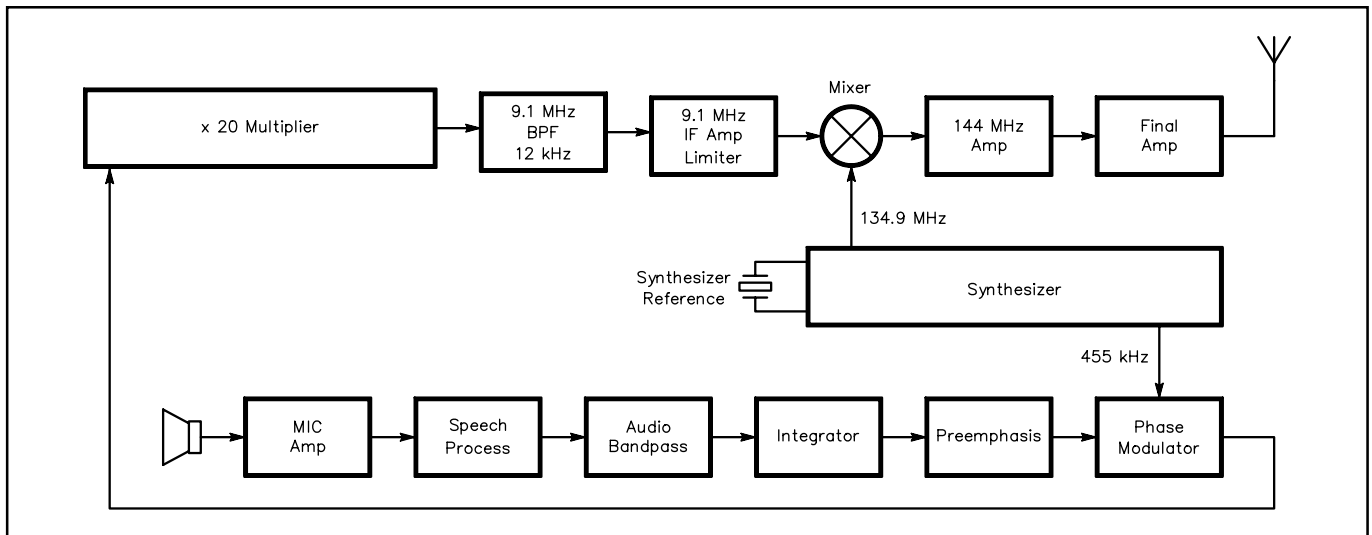 Mixer
x 20 Multiplier
9.1 MHz
BPF
12 kHz
9.1 MHz
IF Amp
Limiter
144 MHz
Amp
Final
Amp
134.9 MHz
Synthesizer
Reference
Synthesizer
455 kHz
MIC
Amp
Speech
Process
Audio
Bandpass
Integrator
Preemphasis
Phase
Modulator